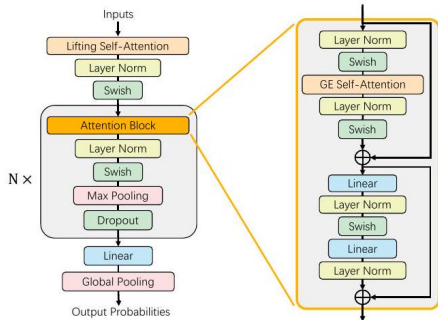 Inputs
Lifting Self-Attention
Layer Norm
Swish
N ×
Attention Block
Layer Norm
Swish
Max Pooling
Dropout
Linear
Global Pooling
Output Probabilities
Layer Norm
Swish
GE Self-Attention
Layer Norm
Swish
Linear
Layer Norm
Swish
Linear
Layer Norm